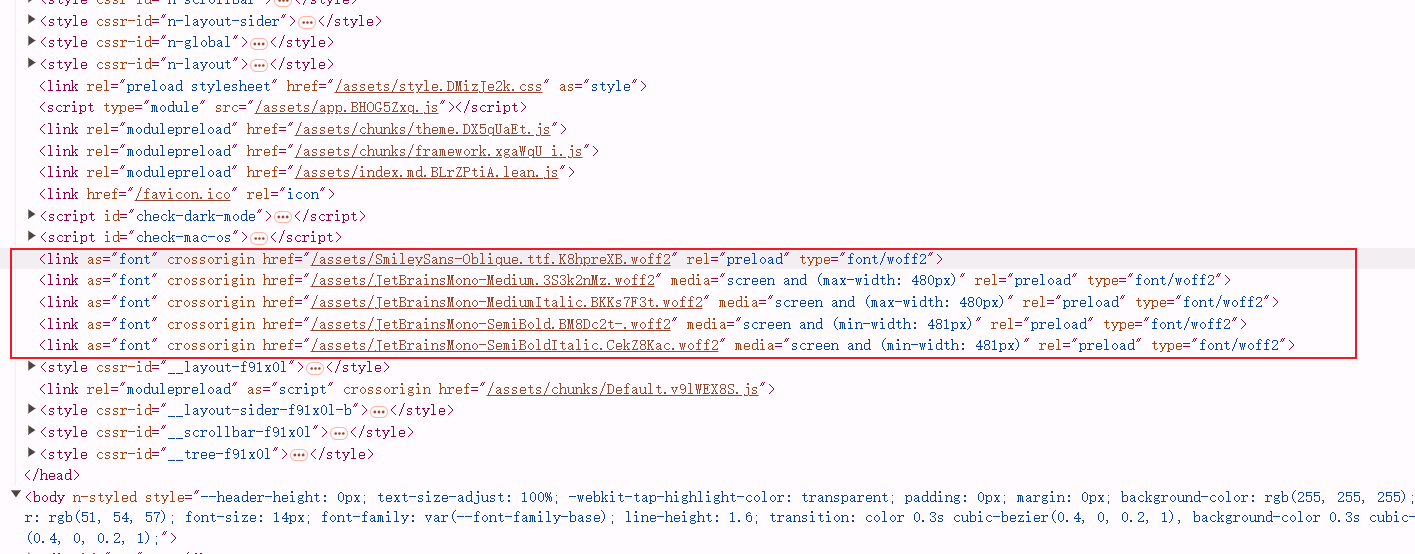 <style cssr-id="n-scrollbar">…</style>
<style cssr-id="n-layout-sider">…</style>
<style cssr-id="n-global">…</style>
<style cssr-id="n-layout">…</style>
<link rel="preload stylesheet" href="/assets/style.DMizJe2k.css" as="style">
<script type="module" src="/assets/app.BHOG5Zxq.js"></script>
<link rel="modulepreload" href="/assets/chunks/theme.DX5qUaEt.js">
<link rel="modulepreload" href="/assets/chunks/framework.xgaWqU_i.js">
<link rel="modulepreload" href="/assets/index.md.BLrZPtiA.lean.js">
<link href="/favicon.ico" rel="icon">
<script id="check-dark-mode">…</script>
<script id="check-mac-os">…</script>
<link as="font" crossorigin href="/assets/SmileySans-Oblique.ttf.K8hpreXB.woff2" rel="preload" type="font/woff2">
<link as="font" crossorigin href="/assets/JetBrainsMono-Medium.3S3k2nMz.woff2" media="screen and (max-width: 480px)" rel="preload" type="font/woff2">
<link as="font" crossorigin href="/assets/JetBrainsMono-MediumItalic.BKKs7F3t.woff2" media="screen and (max-width: 480px)" rel="preload" type="font/woff2">
<link as="font" crossorigin href="/assets/JetBrainsMono-SemiBold.BM8Dc2t-.woff2" media="screen and (min-width: 481px)" rel="preload" type="font/woff2">
<link as="font" crossorigin href="/assets/JetBrainsMono-SemiBoldItalic.CekZ8Kac.woff2" media="screen and (min-width: 481px)" rel="preload" type="font/woff2">
<style cssr-id="__layout-f91x0l">…</style>
<link rel="modulepreload" as="script" crossorigin href="/assets/chunks/Default.v9lWEX8S.js">
<style cssr-id="__layout-sider-f91x0l-b">…</style>
<style cssr-id="__scrollbar-f91x0l">…</style>
<style cssr-id="__tree-f91x0l">…</style>
</head>
<body n-styled style="--header-height: 0px; text-size-adjust: 100%; -webkit-tap-highlight-color: transparent; padding: 0px; margin: 0px; background-color: rgb(255, 255, 255);
r: rgb(51, 54, 57); font-size: 14px; font-family: var(--font-family-base); line-height: 1.6; transition: color 0.3s cubic-bezier(0.4, 0, 0.2, 1), background-color 0.3s cubic-
(0.4, 0, 0.2, 1);">